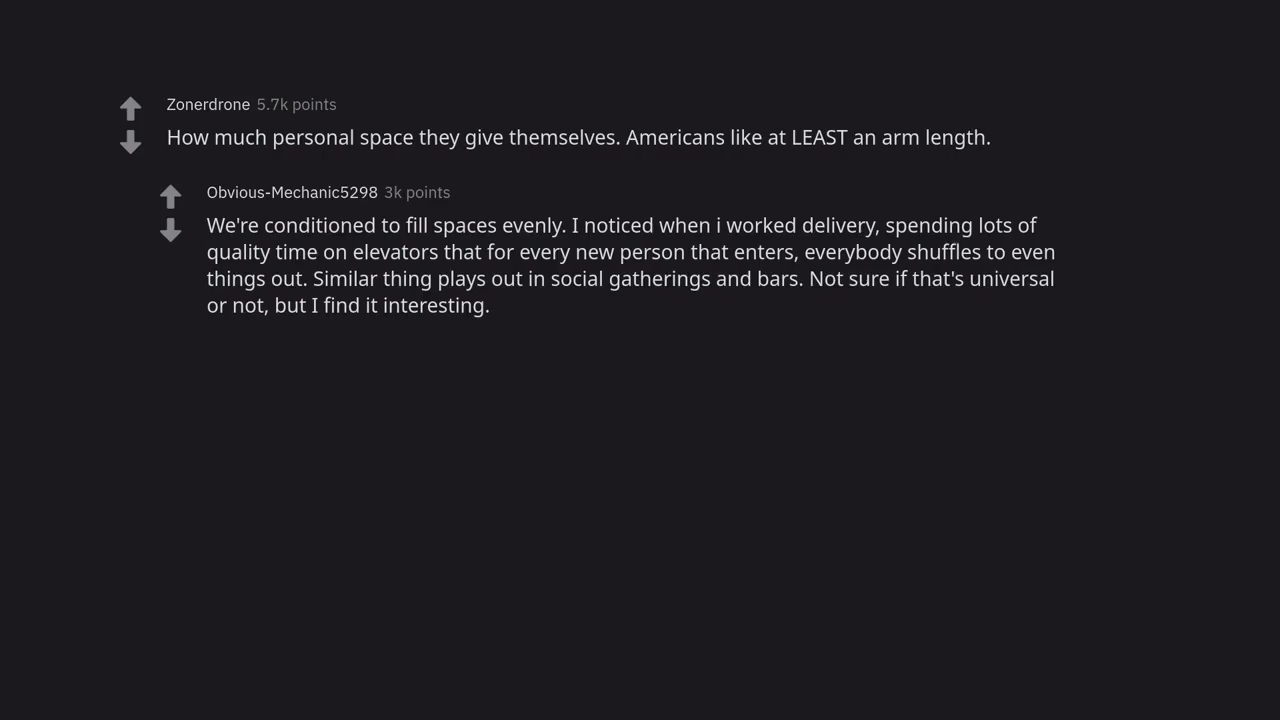 Zonerdrone 5.7k points
How much personal space they give themselves. Americans like at LEAST an arm length.
Obvious-Mechanic5298 3k points
We're conditioned to fill spaces evenly. I noticed when i worked delivery, spending lots of
quality time on elevators that for every new person that enters, everybody shuffles to even
things out. Similar thing plays out in social gatherings and bars. Not sure if that's universal
or not, but I find it interesting.